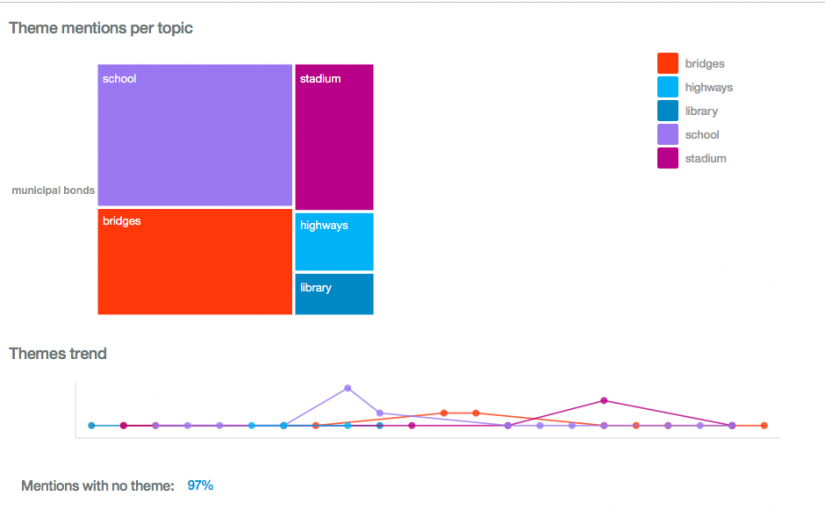 Theme mentions per topic
school
stadium
bridges
highways
library
school
stadium
municipal bonds
bridges
highways
library
Themes trend
Mentions with no theme: 97%